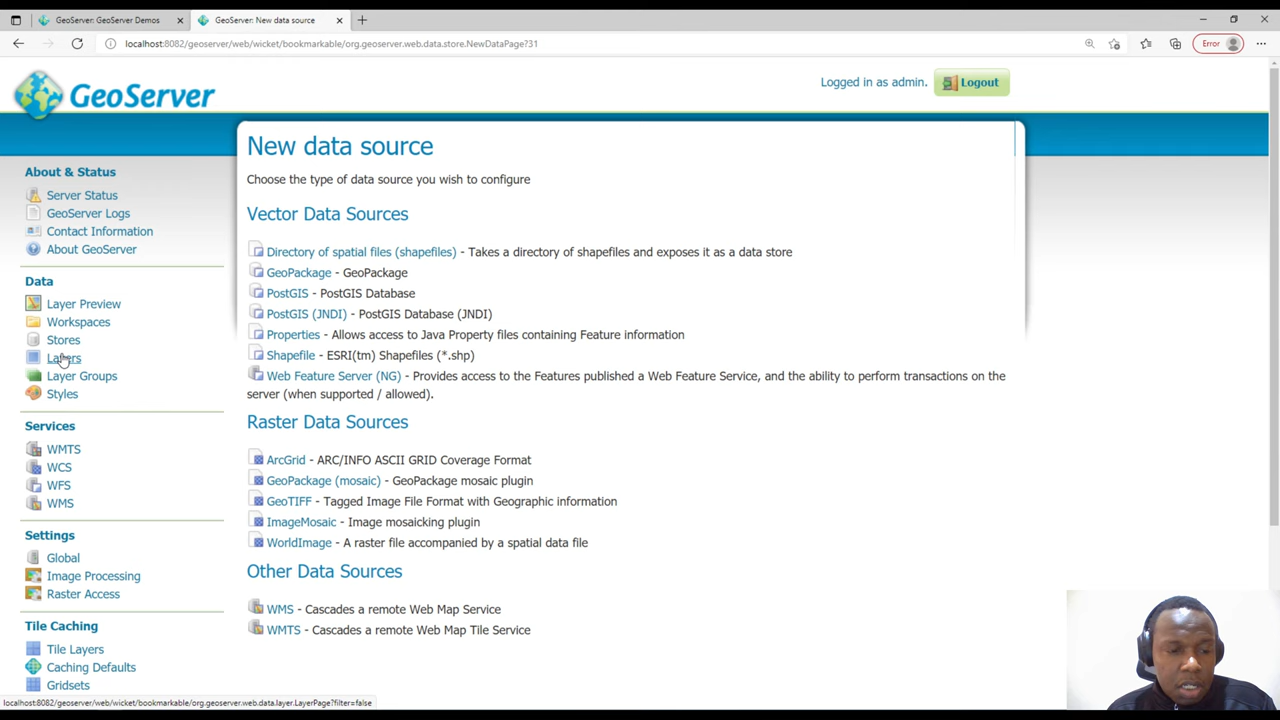 GeoServer: GeoServer Demos
GeoServer: New data source
localhost:8082/geoserver/web/wicket/bookmarkable/org.geoserver.web.data.store.NewDataPage?31
Error
GeoServer
Logged in as admin.
Logout
About & Status
Server Status
GeoServer Logs
Contact Information
About GeoServer
Data
Layer Preview
Workspaces
Stores
Layers
Layer Groups
Styles
Services
WMTS
WCS
WFS
WMS
Settings
Global
Image Processing
Raster Access
Tile Caching
Tile Layers
Caching Defaults
Gridsets
New data source
Choose the type of data source you wish to configure
Vector Data Sources
Directory of spatial files (shapefiles) - Takes a directory of shapefiles and exposes it as a data store
GeoPackage - GeoPackage
PostGIS - PostGIS Database
PostGIS (JNDI) - PostGIS Database (JNDI)
Properties - Allows access to Java Property files containing Feature information
Shapefile - ESRI(tm) Shapefiles (*.shp)
Web Feature Server (NG) - Provides access to the Features published a Web Feature Service, and the ability to perform transactions on the
server (when supported / allowed).
Raster Data Sources
ArcGrid - ARC/INFO ASCII GRID Coverage Format
GeoPackage (mosaic) - GeoPackage mosaic plugin
GeoTIFF - Tagged Image File Format with Geographic information
ImageMosaic - Image mosaicking plugin
WorldImage - A raster file accompanied by a spatial data file
Other Data Sources
WMS - Cascades a remote Web Map Service
WMTS - Cascades a remote Web Map Tile Service
localhost:8082/geoserver/web/wicket/bookmarkable/org.geoserver.web.data.layer.LayerPage?filter=false